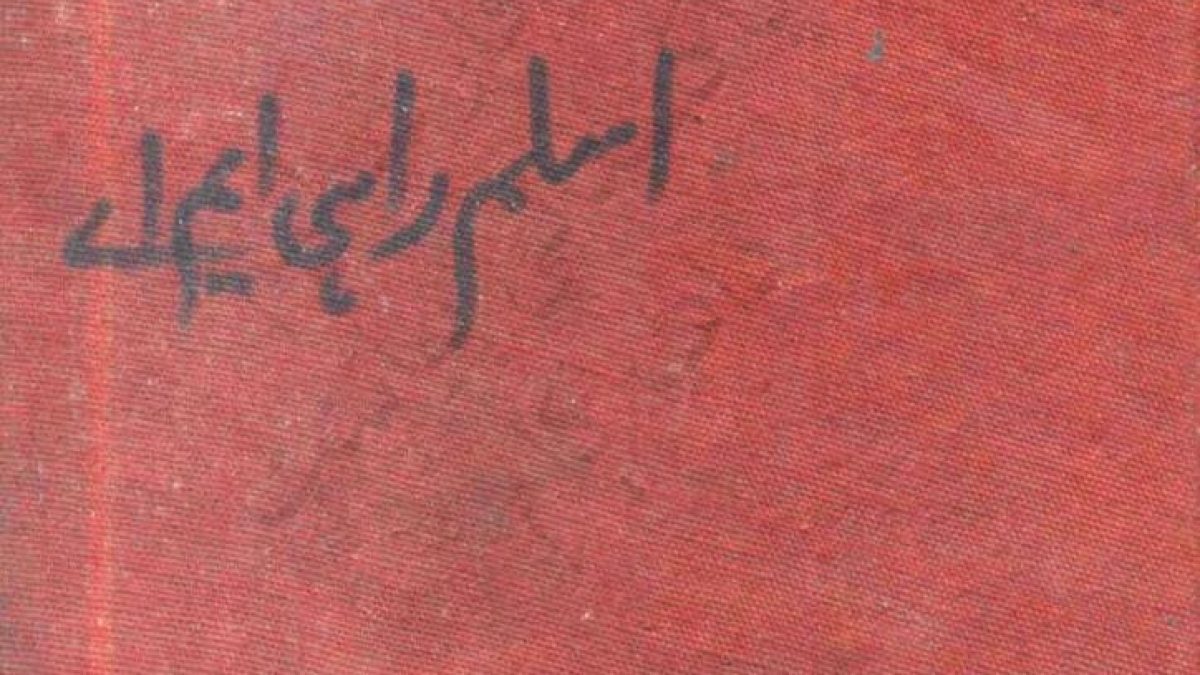 اسلم راہی ایم اے